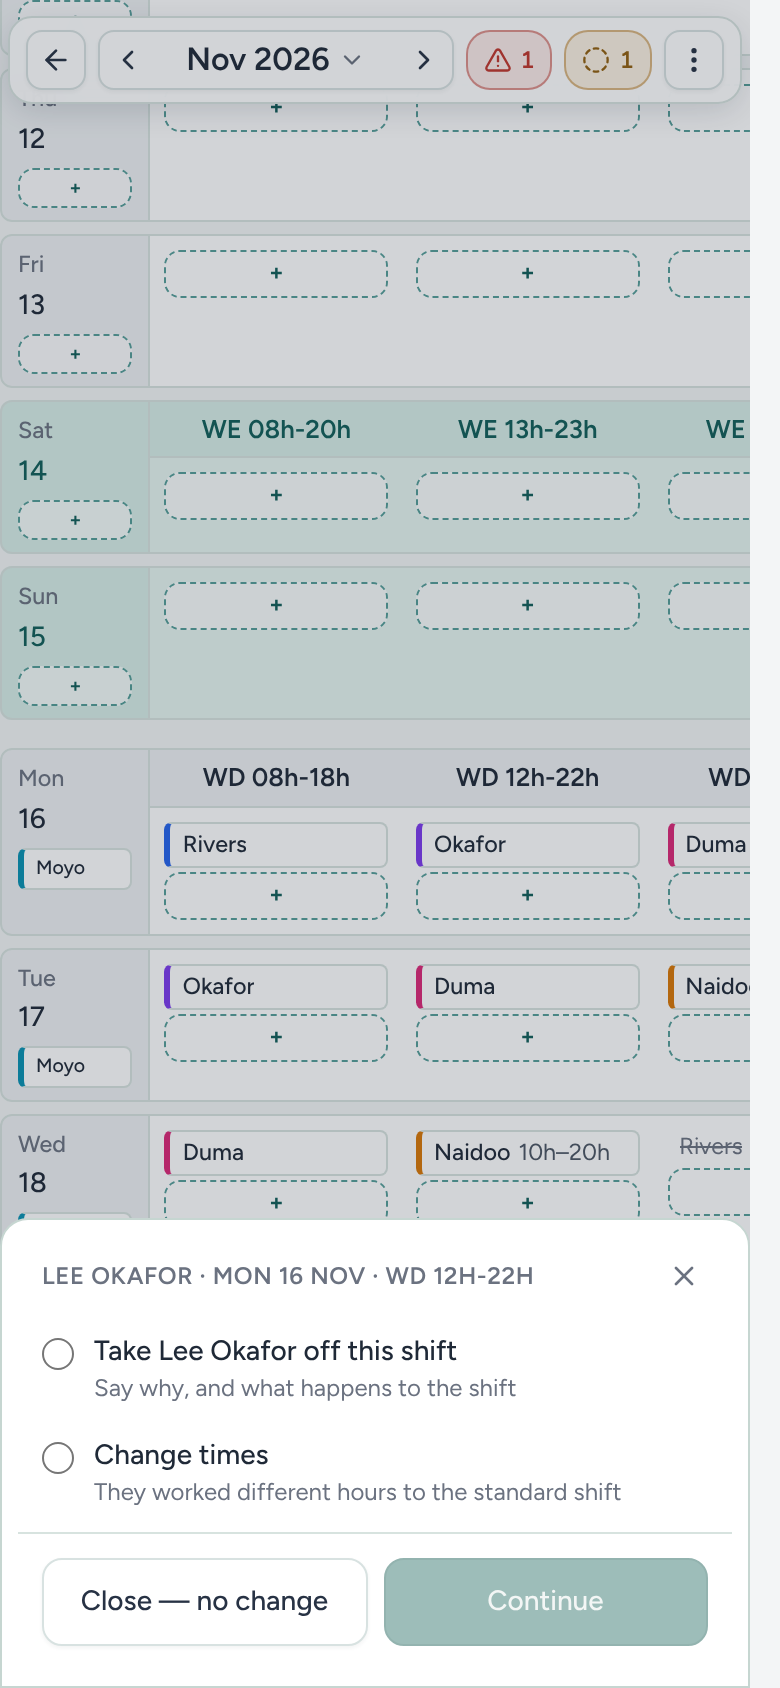 Nov 2026
1
1
12
+
+
+
Fri
13
+
+
+
Sat
14
+
WE 08h-20h
WE 13h-23h
WE
+
+
Sun
15
+
+
+
Mon
16
Moyo
WD 08h-18h
WD 12h-22h
WD
Rivers
Okafor
Duma
+
+
Tue
17
Moyo
Okafor
Duma
Naidoo
+
+
Wed
18
Duma
Naidoo 10h–20h
Rivers
+
+
LEE OKAFOR · MON 16 NOV · WD 12H-22H
Take Lee Okafor off this shift
Say why, and what happens to the shift
Change times
They worked different hours to the standard shift
Close — no change
Continue